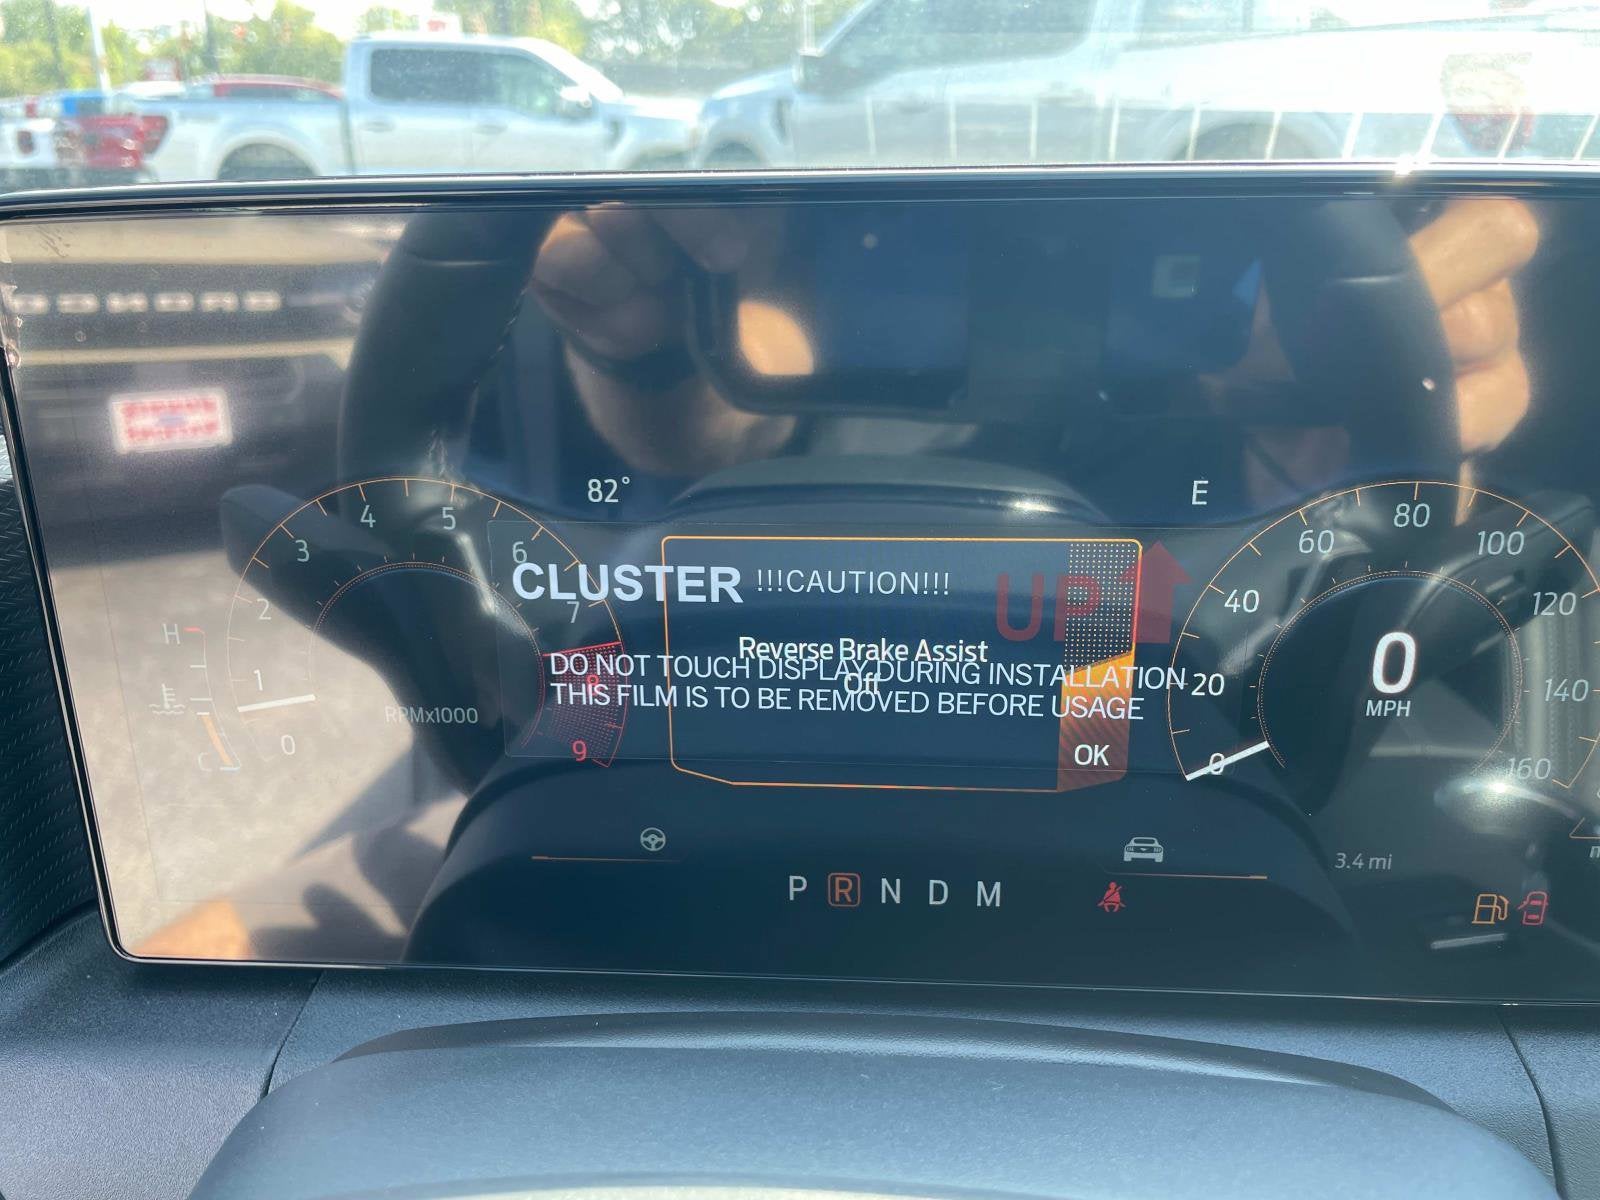 82°
E
CLUSTER !!!CAUTION!!! UP
Reverse Brake Assist
Off
DO NOT TOUCH DISPLAY DURING INSTALLATION
THIS FILM IS TO BE REMOVED BEFORE USAGE
OK
H
C
0
1
2
3
4
5
6
7
8
9
RPMx1000
0
20
40
60
80
100
120
140
160
0
MPH
3.4 mi
P R N D M